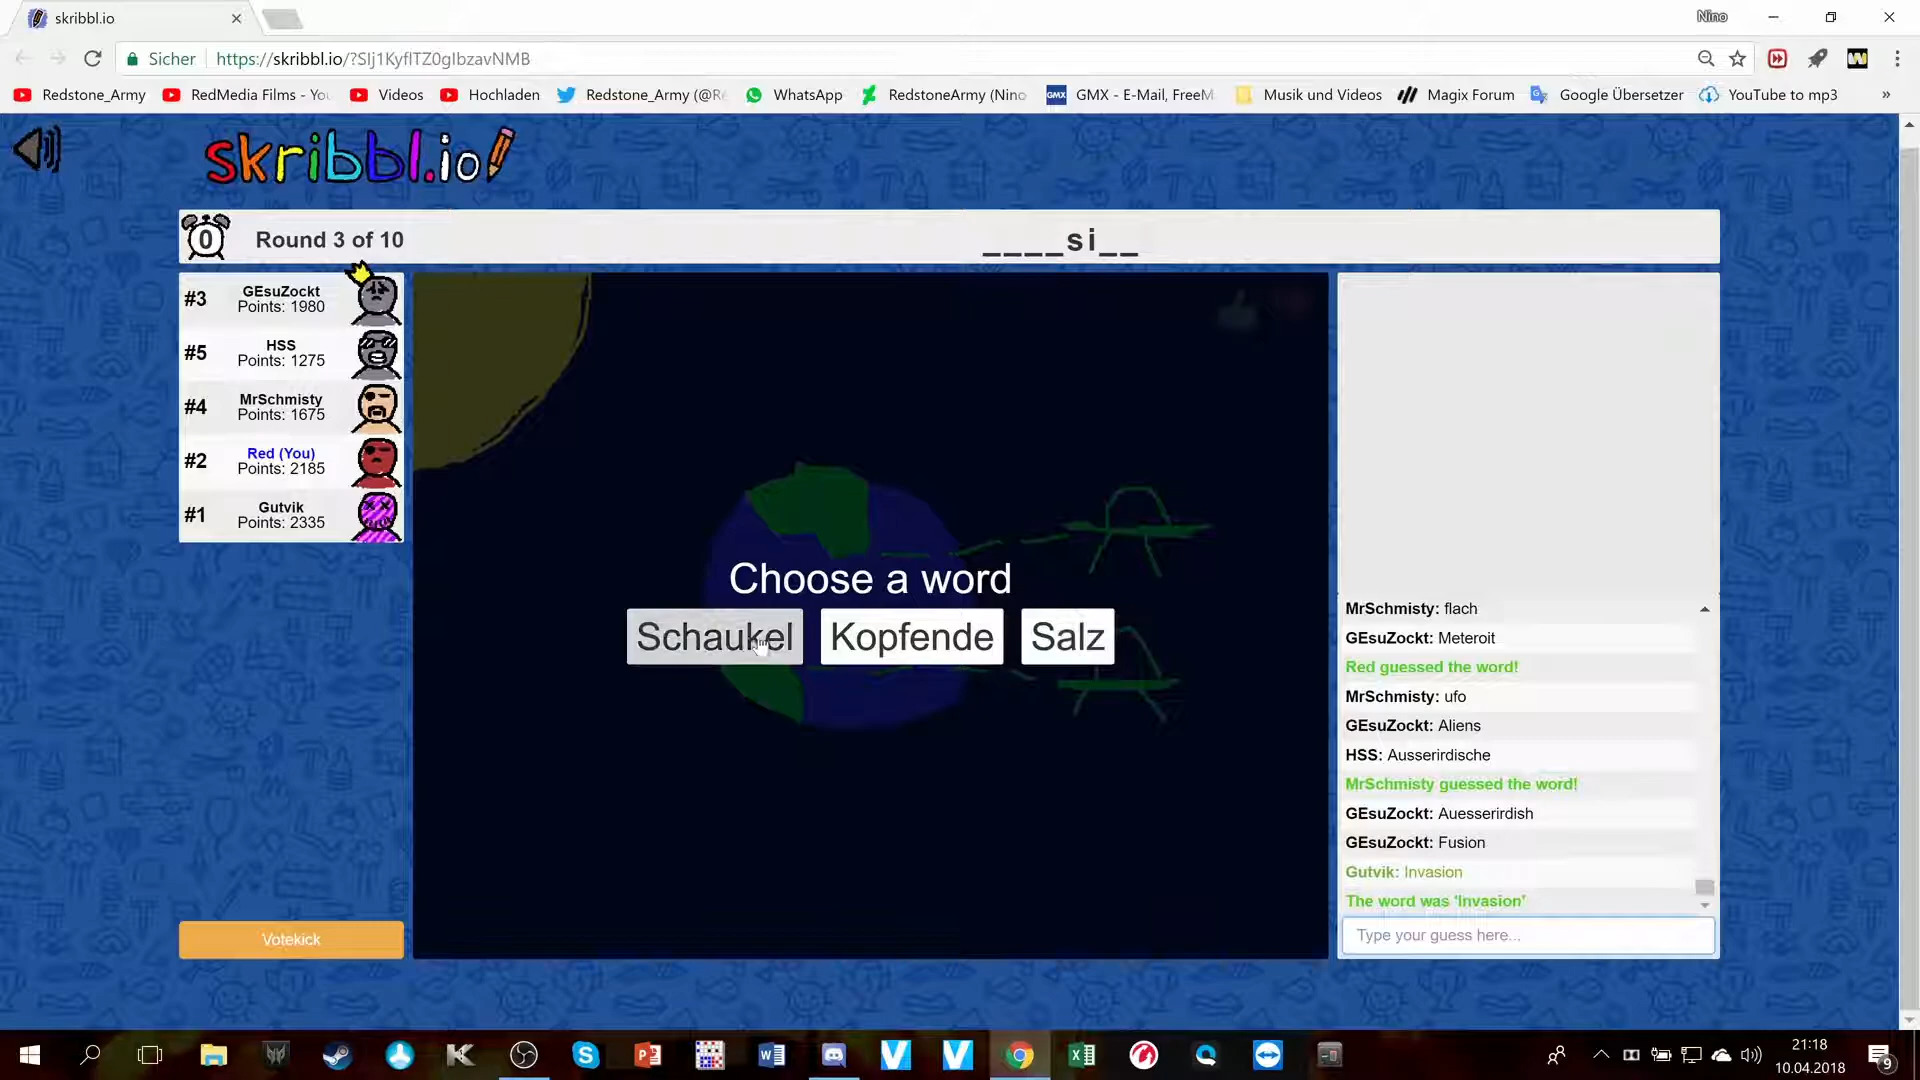 skribbl.io
Nino
Sicher https://skribbl.io/?SIj1KyflTZ0gIbzavNMB
Redstone_Army RedMedia Films - You Videos Hochladen Redstone_Army (@Re WhatsApp RedstoneArmy (Nino GMX - E-Mail, FreeM Musik und Videos Magix Forum Google Übersetzer YouTube to mp3 »
skribbl.io
0 Round 3 of 10 ____si__
#3 GEsuZockt
Points: 1980
#5 HSS
Points: 1275
#4 MrSchmisty
Points: 1675
#2 Red (You)
Points: 2185
#1 Gutvik
Points: 2335
Votekick
Choose a word
Schaukel Kopfende Salz
MrSchmisty: flach
GEsuZockt: Meteroit
Red guessed the word!
MrSchmisty: ufo
GEsuZockt: Aliens
HSS: Ausserirdische
MrSchmisty guessed the word!
GEsuZockt: Auesserirdish
GEsuZockt: Fusion
Gutvik: Invasion
The word was 'Invasion'
Type your guess here...
21:18
10.04.2018
9